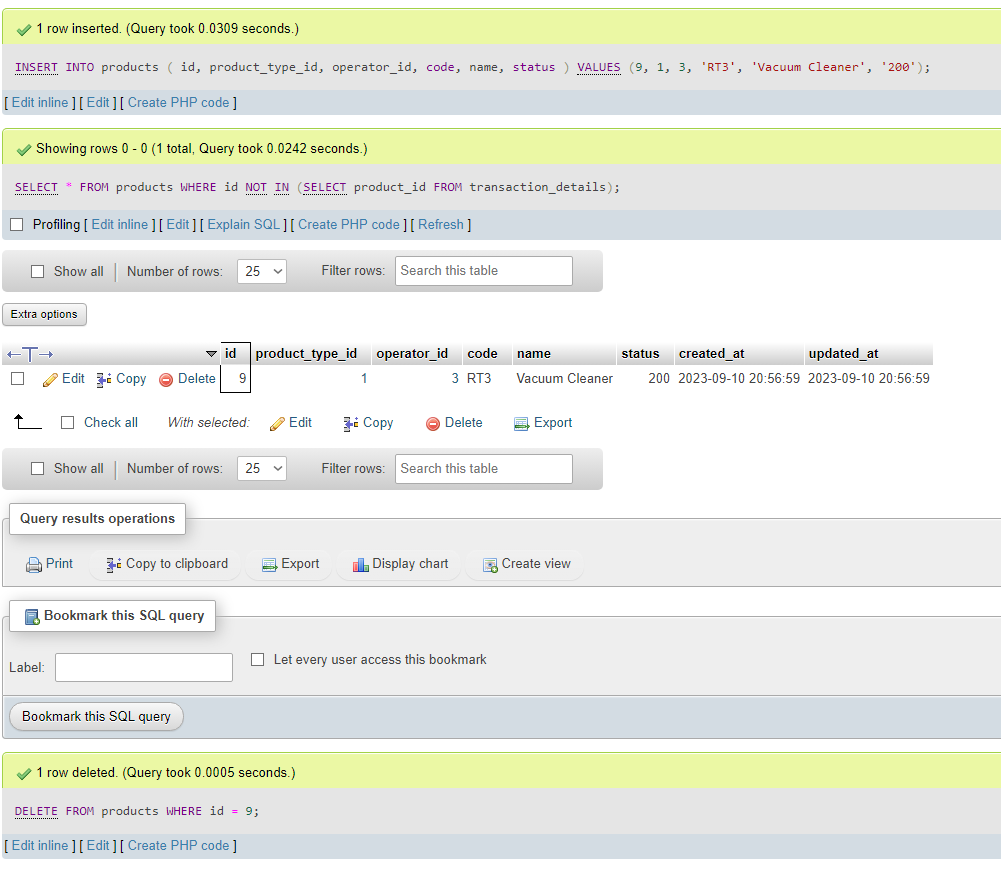 1 row inserted. (Query took 0.0309 seconds.)
INSERT INTO products ( id, product_type_id, operator_id, code, name, status ) VALUES (9, 1, 3, 'RT3', 'Vacuum Cleaner', '200');
[ Edit inline ] [ Edit ] [ Create PHP code ]
Showing rows 0 - 0 (1 total, Query took 0.0242 seconds.)
SELECT * FROM products WHERE id NOT IN (SELECT product_id FROM transaction_details);
Profiling [ Edit inline ] [ Edit ] [ Explain SQL ] [ Create PHP code ] [ Refresh ]
Show all Number of rows: 25 Filter rows: Search this table
Extra options
←T→ id product_type_id operator_id code name status created_at updated_at
Edit Copy Delete 9 1 3 RT3 Vacuum Cleaner 200 2023-09-10 20:56:59 2023-09-10 20:56:59
Check all With selected: Edit Copy Delete Export
Show all Number of rows: 25 Filter rows: Search this table
Query results operations
Print Copy to clipboard Export Display chart Create view
Bookmark this SQL query
Label: Let every user access this bookmark
Bookmark this SQL query
1 row deleted. (Query took 0.0005 seconds.)
DELETE FROM products WHERE id = 9;
[ Edit inline ] [ Edit ] [ Create PHP code ]